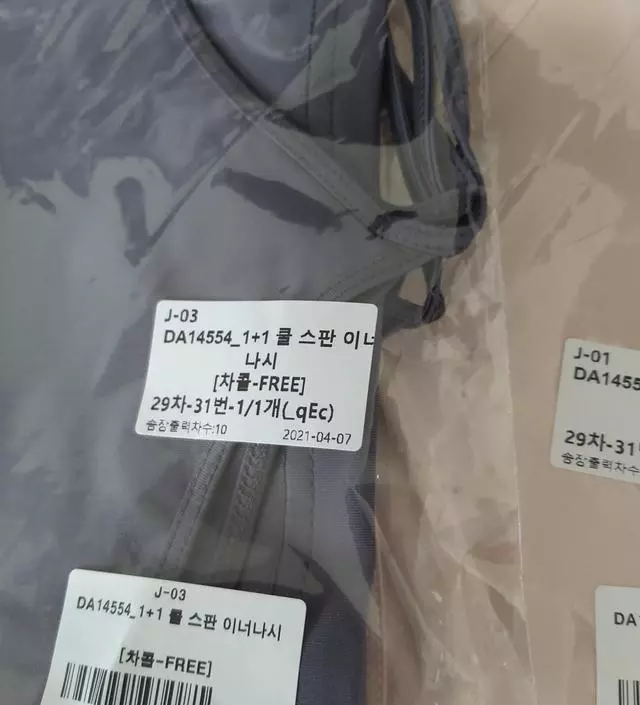 J-03
DA14554_1+1 쿨 스판 이너
나시
[차콜-FREE]
29차-31번-1/1개(_qEc)
송장출력차수:10 2021-04-07
J-01
DA1455
29차-31
송장출력차수
J-03
DA14554_1+1 쿨 스판 이너나시
[차콜-FREE]
DA1